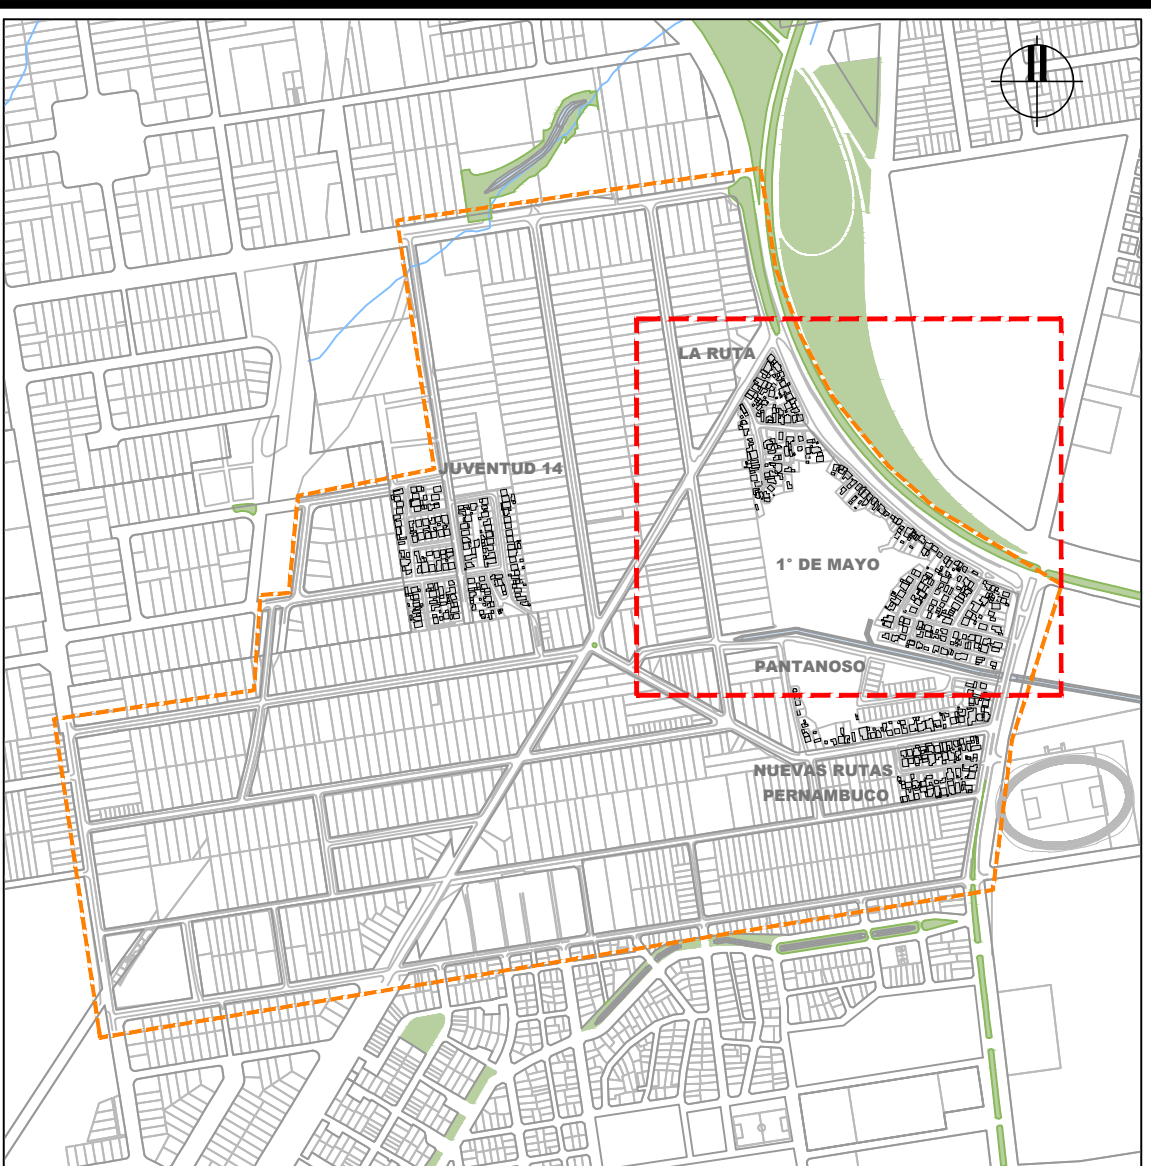 LA RUTA
JUVENTUD 14
1° DE MAYO
PANTANOSO
NUEVAS RUTAS
PERNAMBUCO